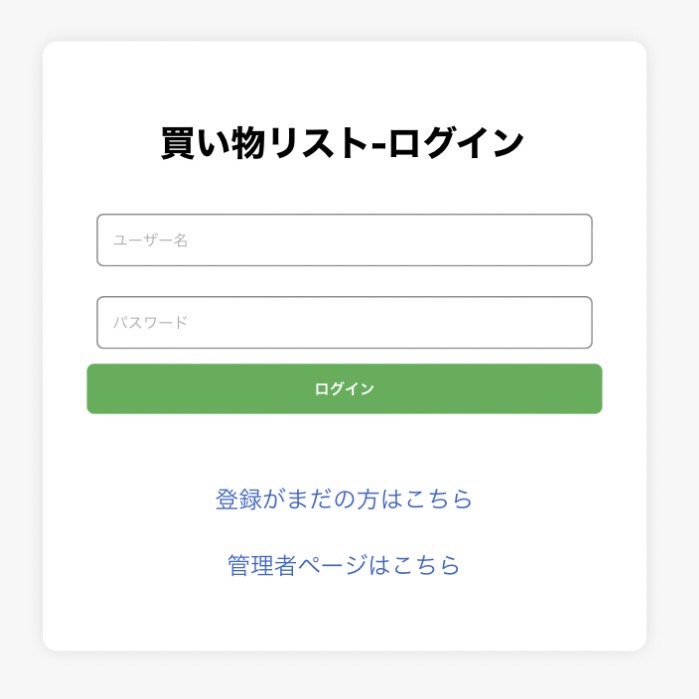 買い物リスト-ログイン
ユーザー名
パスワード
ログイン
登録がまだの方はこちら
管理者ページはこちら